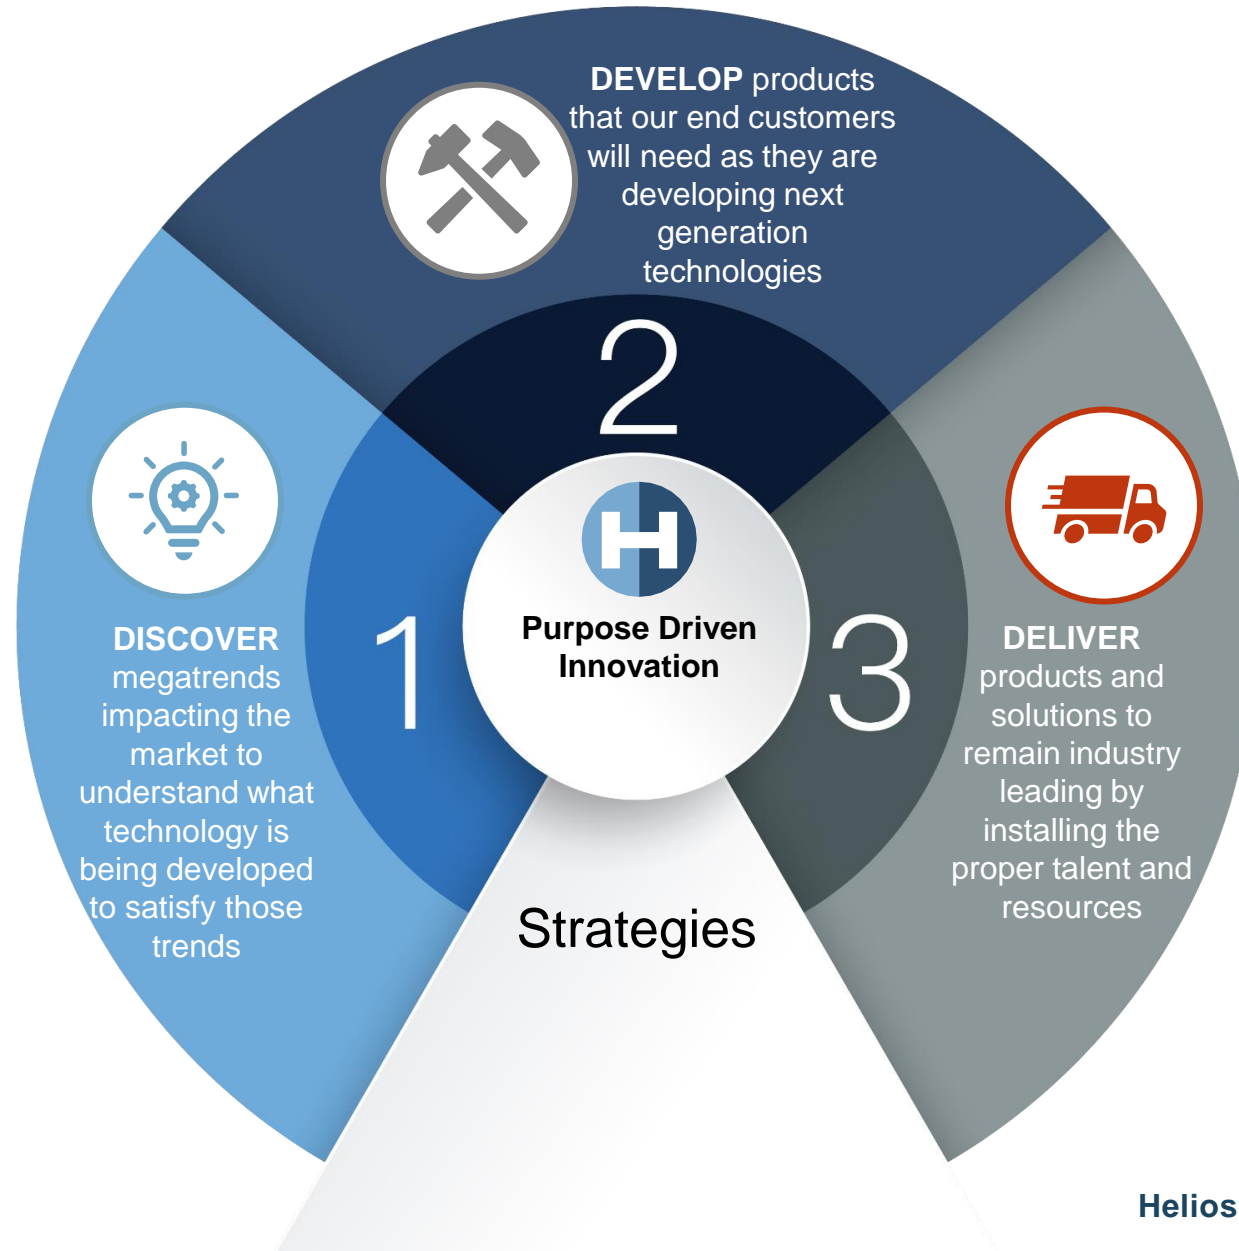 DEVELOP products
that our end customers
will need as they are
developing next
generation
technologies
2
H
Purpose Driven
Innovation
1
DISCOVER
megatrends
impacting the
market to
understand what
technology is
being developed
to satisfy those
trends
3
DELIVER
products and
solutions to
remain industry
leading by
installing the
proper talent and
resources
Strategies
Helios